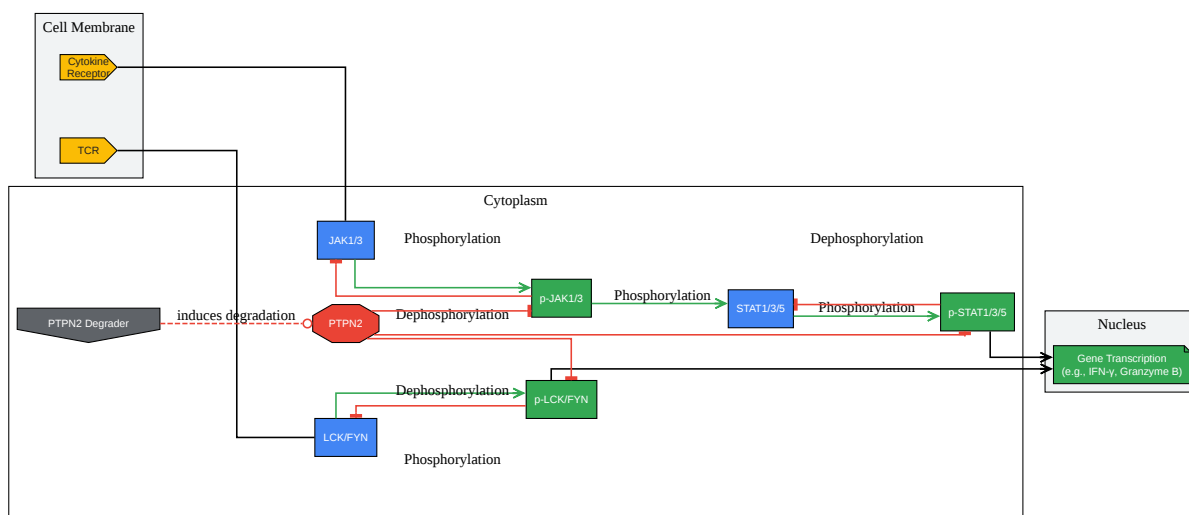 Cell Membrane
Cytokine
Receptor
TCR
Cytoplasm
JAK1/3
Phosphorylation
Dephosphorylation
p-JAK1/3
Phosphorylation
STAT1/3/5
Phosphorylation
p-STAT1/3/5
PTPN2 Degrader
induces degradation
PTPN2
Dephosphorylation
Nucleus
Gene Transcription
(e.g., IFN-γ, Granzyme B)
Dephosphorylation
p-LCK/FYN
LCK/FYN
Phosphorylation